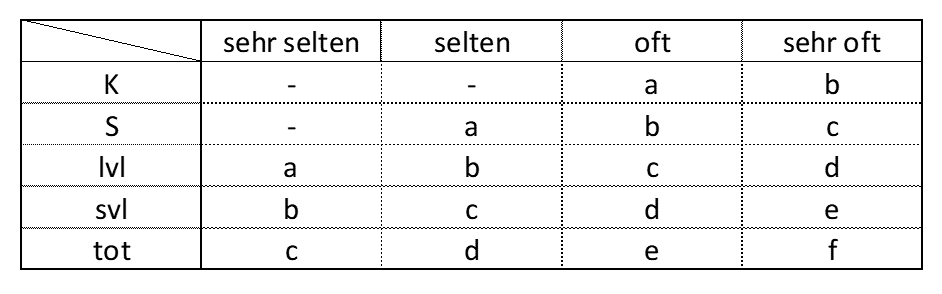 sehr selten selten oft sehr oft
K - - a b
S - a b c
lvl a b c d
svl b c d e
tot c d e f